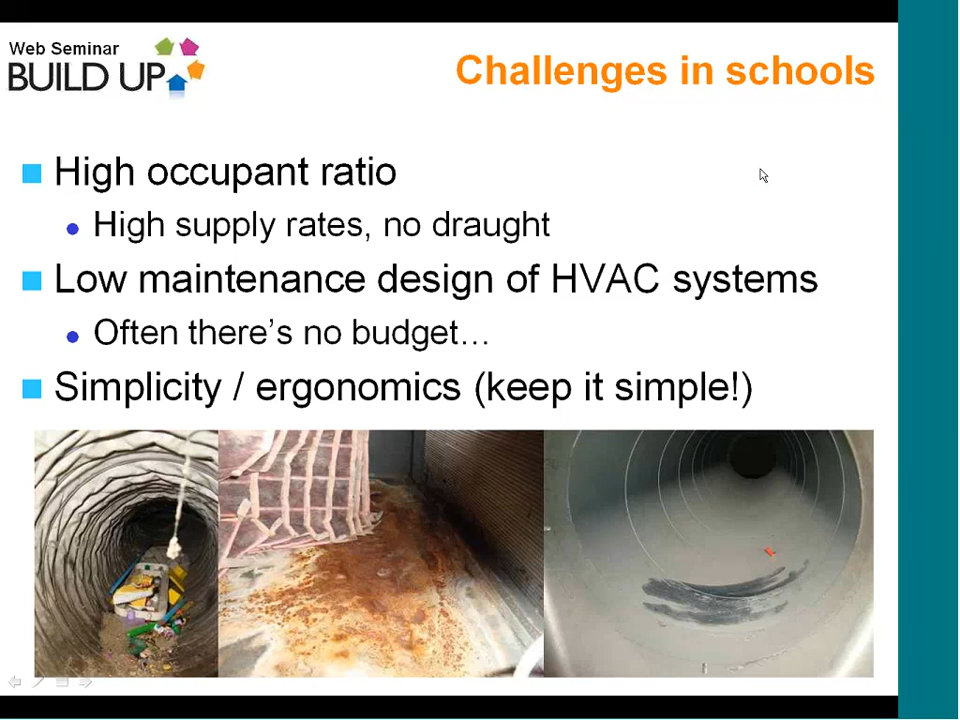 Web Seminar
BUILD UP
Challenges in schools
High occupant ratio
High supply rates, no draught
Low maintenance design of HVAC systems
Often there's no budget...
Simplicity / ergonomics (keep it simple!)